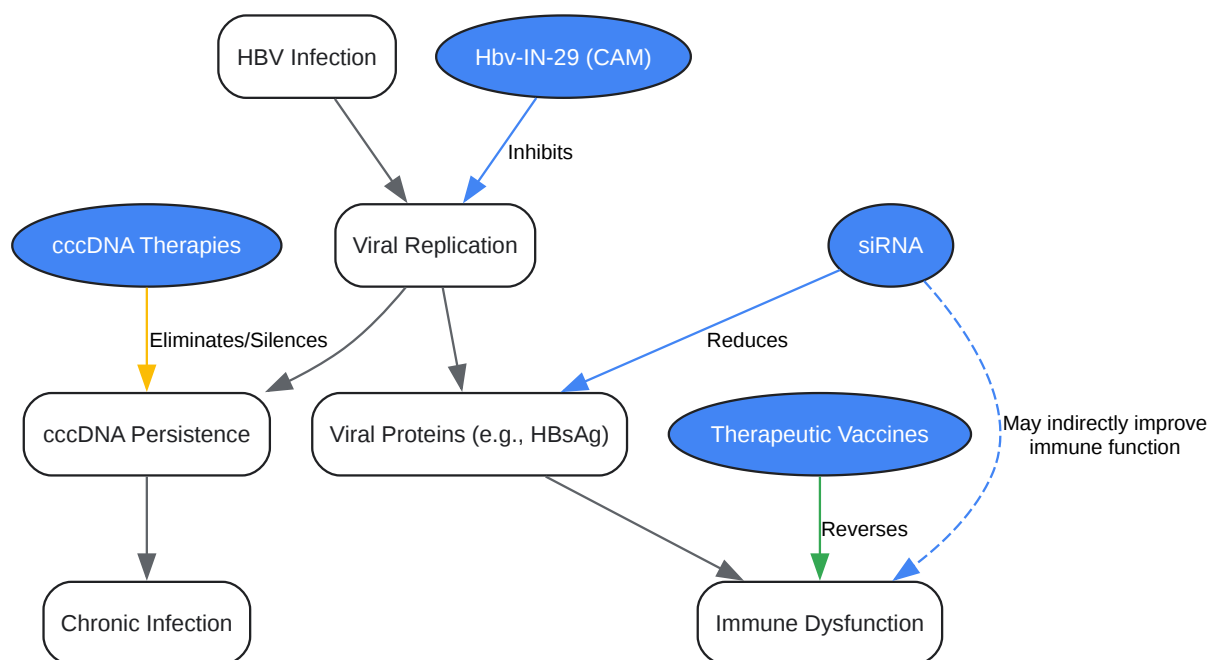 HBV Infection
Hbv-IN-29 (CAM)
Inhibits
cccDNA Therapies
Viral Replication
siRNA
Eliminates/Silences
Reduces
cccDNA Persistence
Viral Proteins (e.g., HBsAg)
Therapeutic Vaccines
May indirectly improve
immune function
Reverses
Chronic Infection
Immune Dysfunction